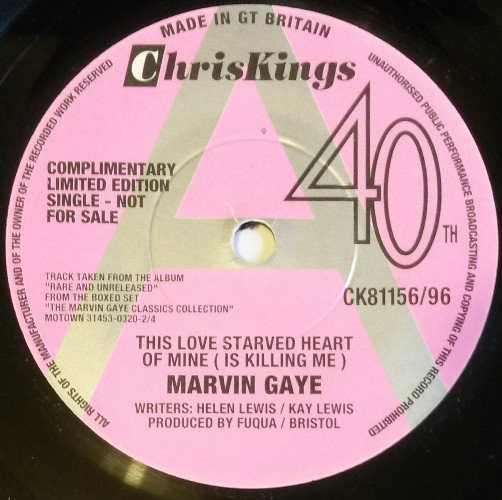 MADE IN GT BRITAIN
ChrisKings
COMPLIMENTARY
LIMITED EDITION
SINGLE - NOT
FOR SALE
40TH
TRACK TAKEN FROM THE ALBUM
"RARE AND UNRELEASED"
FROM THE BOXED SET
"THE MARVIN GAYE CLASSICS COLLECTION"
MOTOWN 31453-0320-2/4
CK81156/96
THIS LOVE STARVED HEART
OF MINE ( IS KILLING ME )
MARVIN GAYE
WRITERS: HELEN LEWIS / KAY LEWIS
PRODUCED BY FUQUA / BRISTOL
ALL RIGHTS OF THE MANUFACTURER AND OF THE OWNER OF THE RECORDED WORK RESERVED
UNAUTHORISED PUBLIC PERFORMANCE BROADCASTING AND COPYING OF THIS RECORD PROHIBITED
A